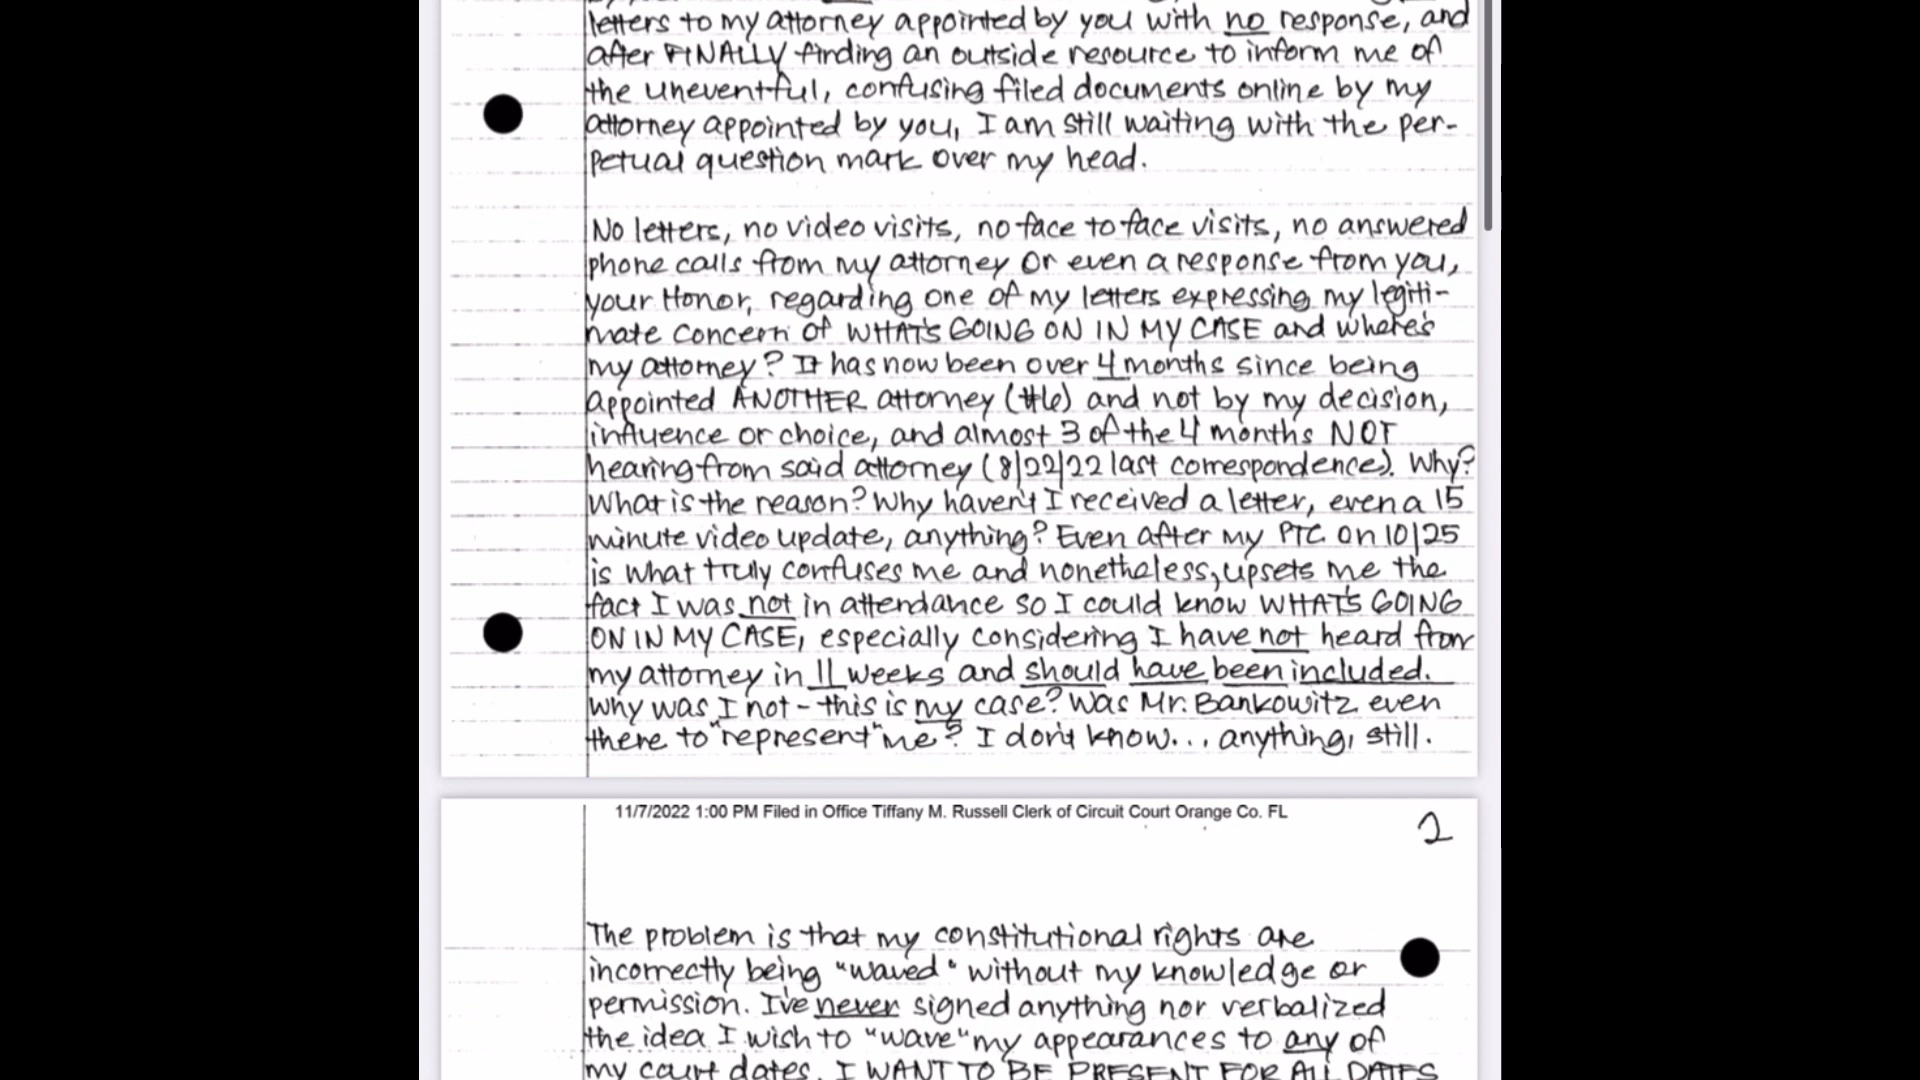 letters to my attorney appointed by you with no response, and
after FINALLY finding an outside resource to inform me of
the uneventful, confusing filed documents online by my
attorney appointed by you, I am still waiting with the per-
petual question mark over my head.
No letters, no video visits, no face to face visits, no answered
phone calls from my attorney or even a response from you,
your Honor, regarding one of my letters expressing my legiti-
mate concern of WHAT'S GOING ON IN MY CASE and where's
my attorney? It has now been over 4 months since being
appointed ANOTHER attorney (#6) and not by my decision,
influence or choice, and almost 3 of the 4 months NOT
hearing from said attorney (8/22/22 last correspondence). Why?
What is the reason? Why haven't I received a letter, even a 15
minute video update, anything? Even after my PTC on 10/25
is what truly confuses me and nonetheless, upsets me the
fact I was not in attendance so I could know WHAT'S GOING
ON IN MY CASE, especially considering I have not heard from
my attorney in 11 weeks and should have been included.
Why was I not - this is my case? Was Mr. Bankowitz even
there to "represent" me? I don't know... anything, still.
11/7/2022 1:00 PM Filed in Office Tiffany M. Russell Clerk of Circuit Court Orange Co. FL
2
The problem is that my constitutional rights are
incorrectly being "waved" without my knowledge or
permission. I've never signed anything nor verbalized
the idea I wish to "wave" my appearances to any of
my court dates. I WANT TO BE PRESENT FOR ALL DATES